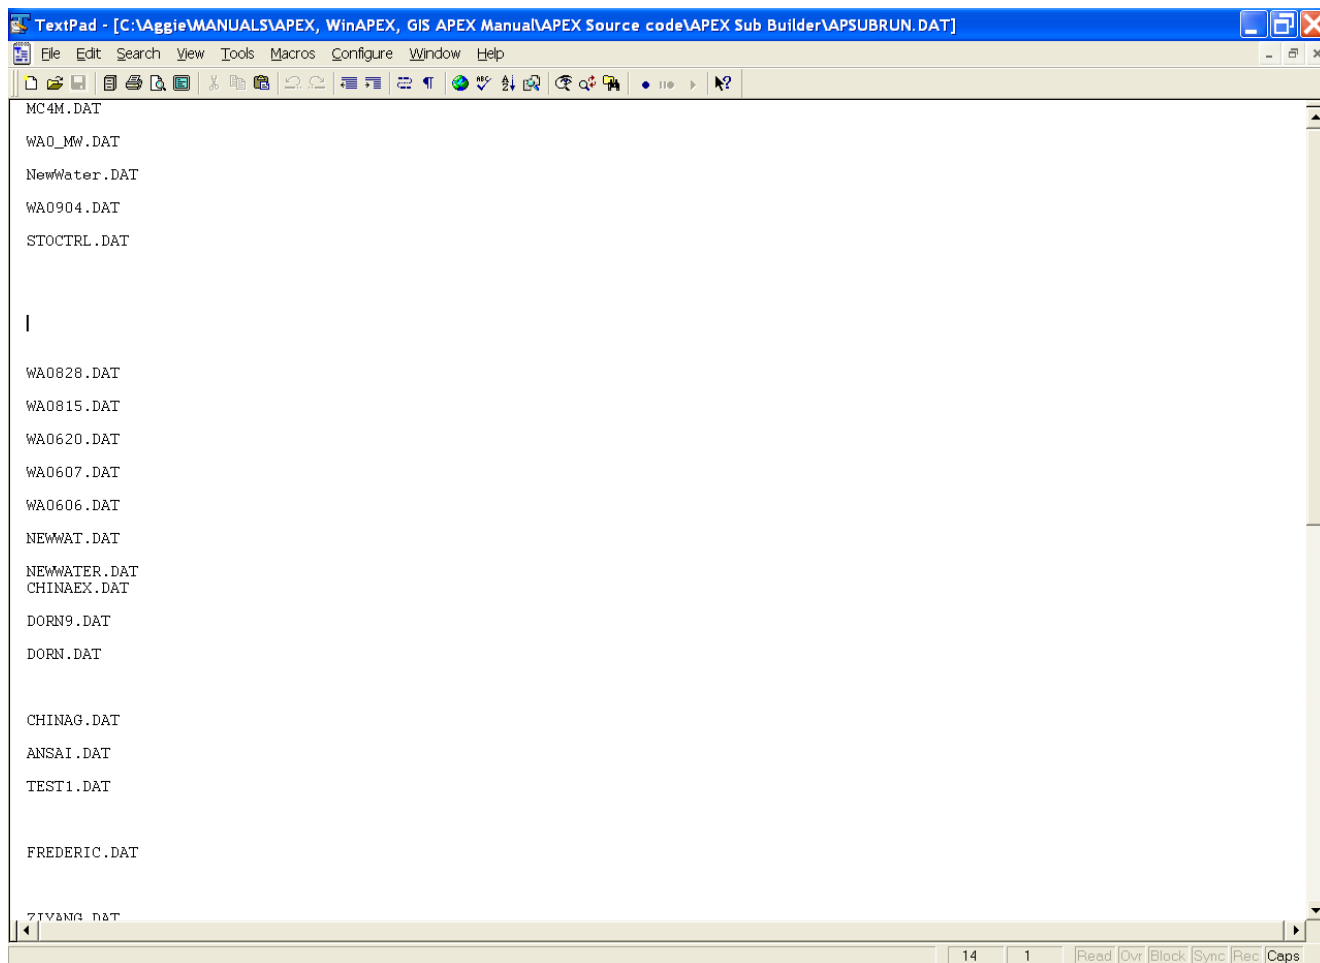 TextPad - [C:\Aggie\MANUALS\APEX, WinAPEX, GIS APEX Manual\APEX Source code\APEX Sub Builder\APSUBRUN.DAT]
File Edit Search View Tools Macros Configure Window Help
MC4M.DAT
WA0_MW.DAT
NewWater.DAT
WA0904.DAT
STOCTRL.DAT
WA0828.DAT
WA0815.DAT
WA0620.DAT
WA0607.DAT
WA0606.DAT
NEWWAT.DAT
NEWWATER.DAT
CHINAEX.DAT
DORN9.DAT
DORN.DAT
CHINAG.DAT
ANSAI.DAT
TEST1.DAT
FREDERIC.DAT
ZIYANG.DAT
14 1 Read Ovr Block Sync Rec Caps